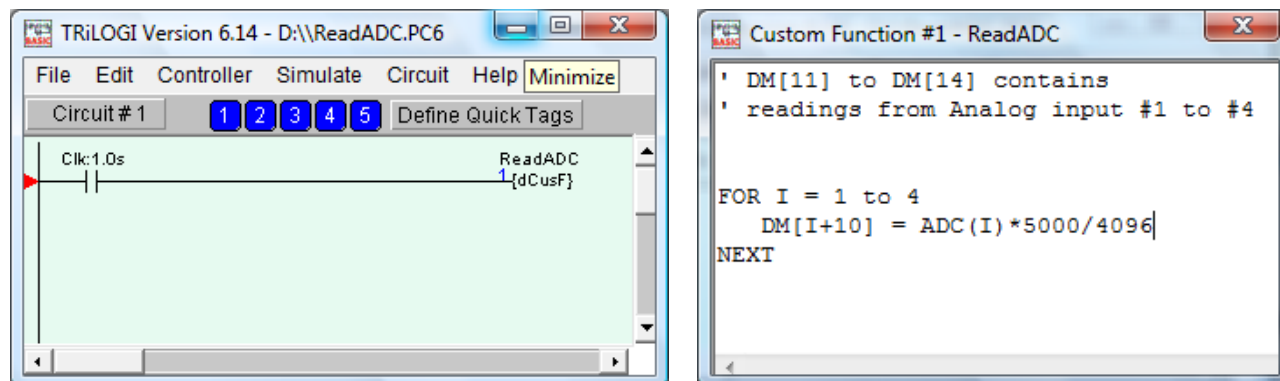 TRiLOGI Version 6.14 - D:\\ReadADC.PC6
File Edit Controller Simulate Circuit Help Minimize
Circuit # 1 1 2 3 4 5 Define Quick Tags
Clk:1.0s ReadADC
1 {dCusF}
Custom Function #1 - ReadADC
' DM[11] to DM[14] contains
' readings from Analog input #1 to #4
FOR I = 1 to 4
DM[I+10] = ADC(I)*5000/4096
NEXT